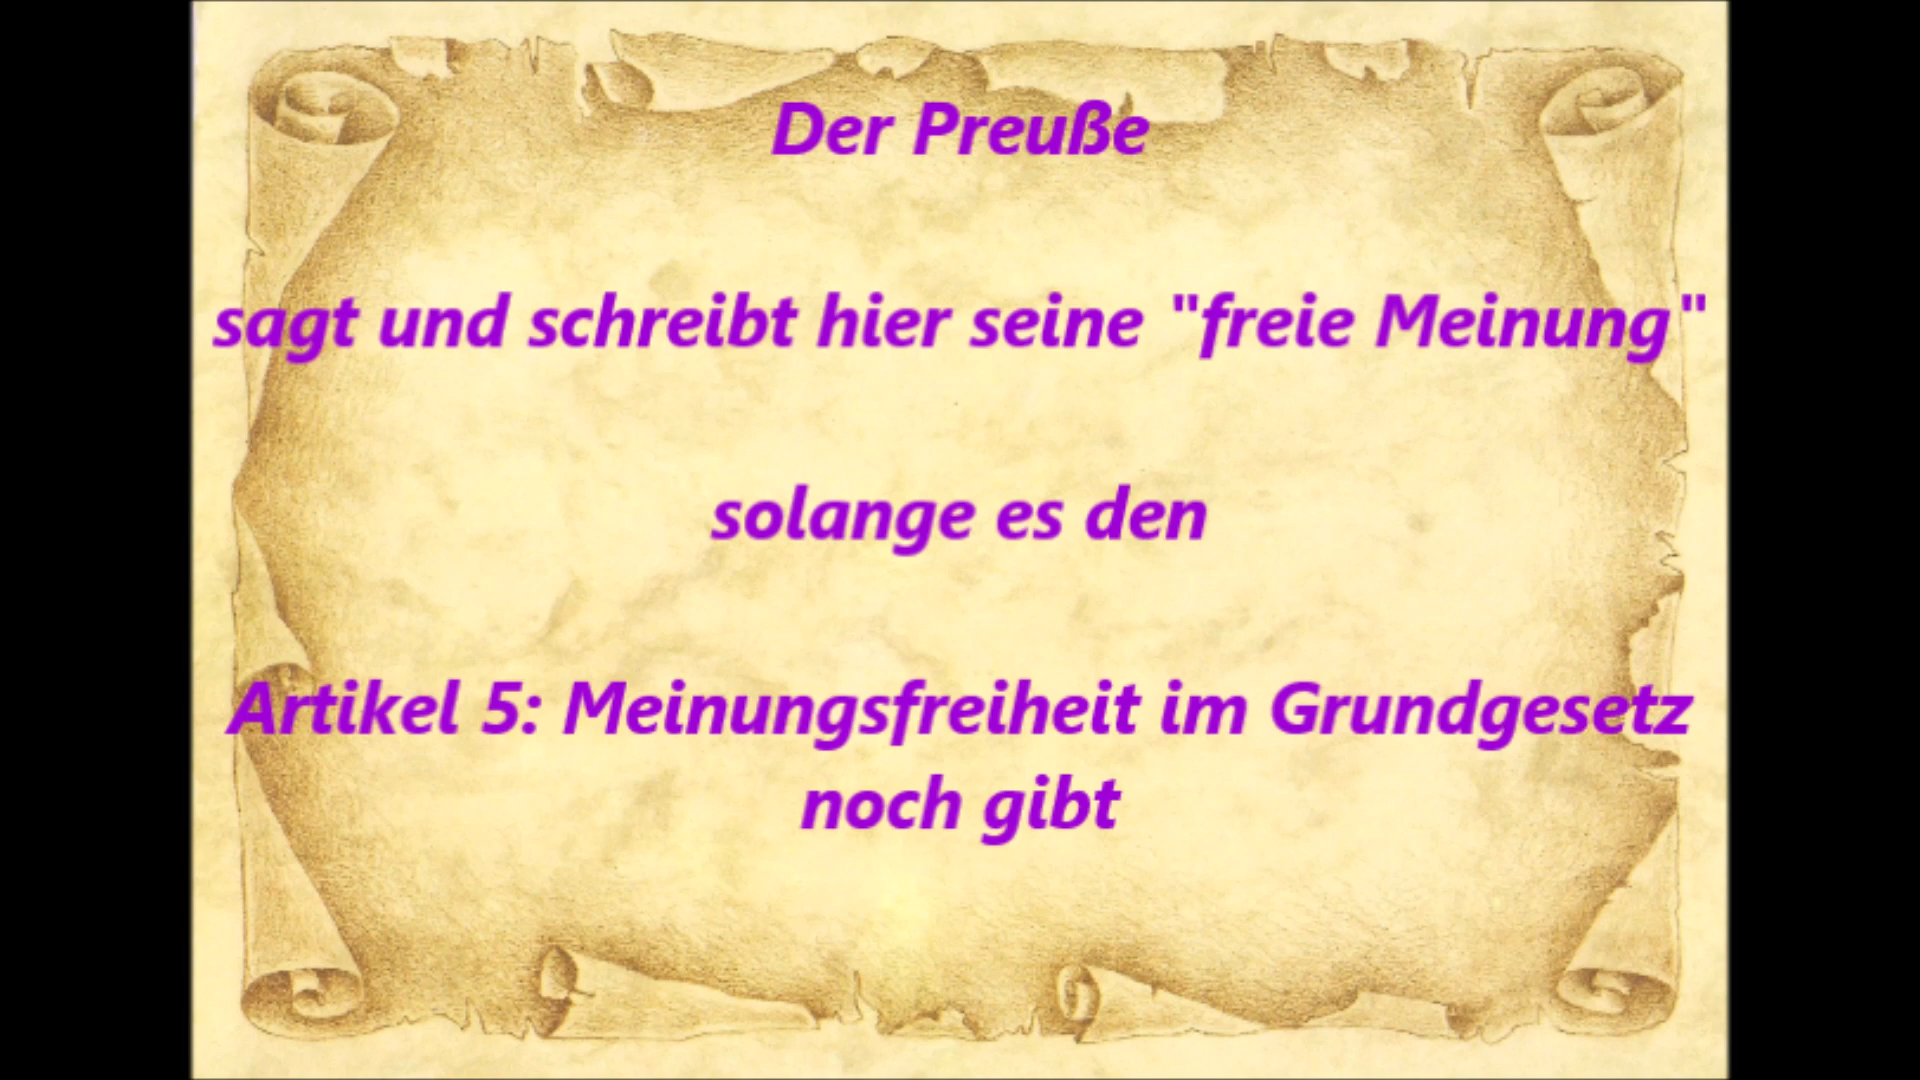 Der Preuße
sagt und schreibt hier seine "freie Meinung"
solange es den
Artikel 5: Meinungsfreiheit im Grundgesetz
noch gibt